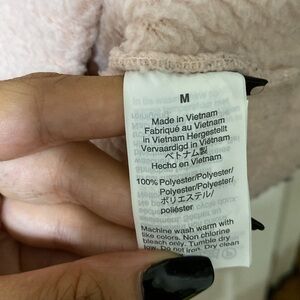 M
Made in Vietnam
Fabriqué au Vietnam
in Vietnam Hergestellt
Vervaardigd in Vietnam
ベトナム製
Hecho en Vietnam
100% Polyester/Polyester/
Polyester/Polyester/
ポリエステル/
poliéster
Machine wash warm with
like colors. Non chlorine
bleach only. Tumble dry
low. Do not iron. Dry clean